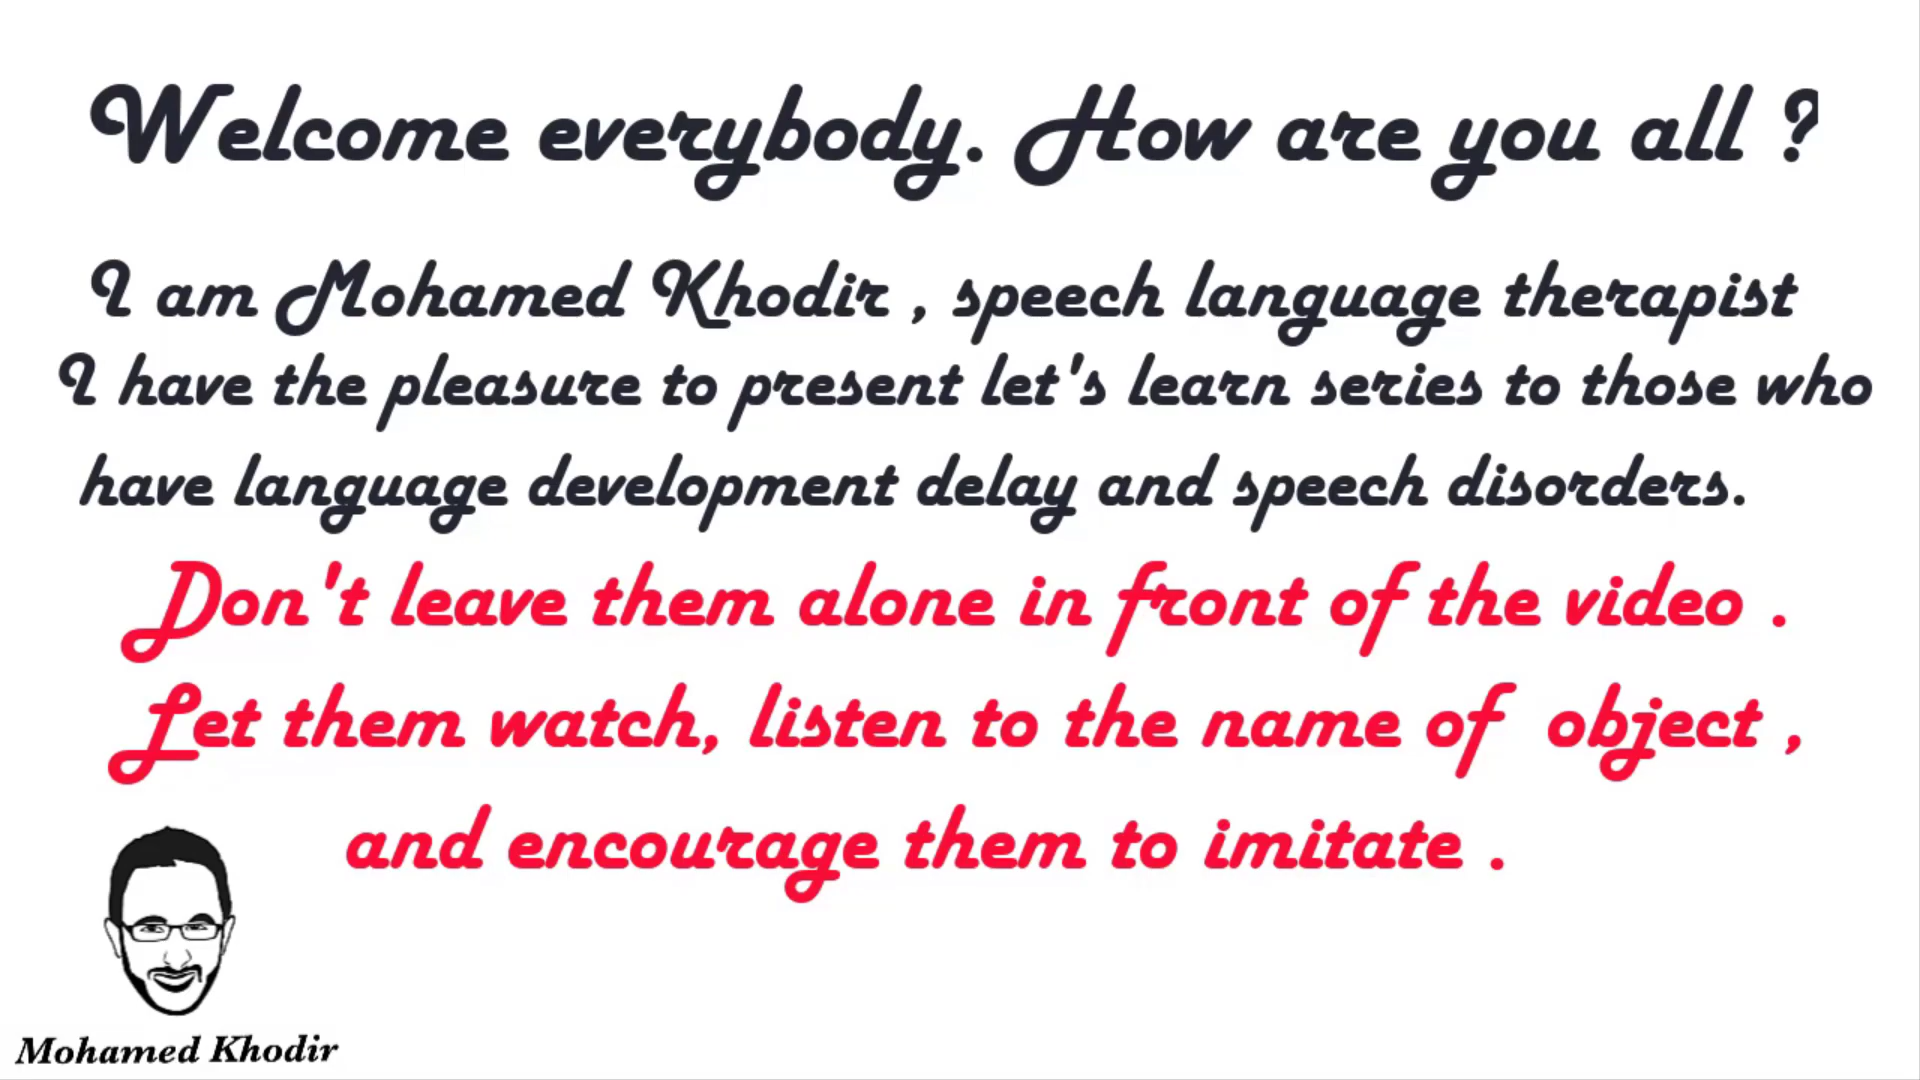 Welcome everybody. How are you all ?
I am Mohamed Khodir , speech language therapist
I have the pleasure to present let's learn series to those who
have language development delay and speech disorders.
Don't leave them alone in front of the video .
Let them watch, listen to the name of object ,
and encourage them to imitate .
Mohamed Khodir